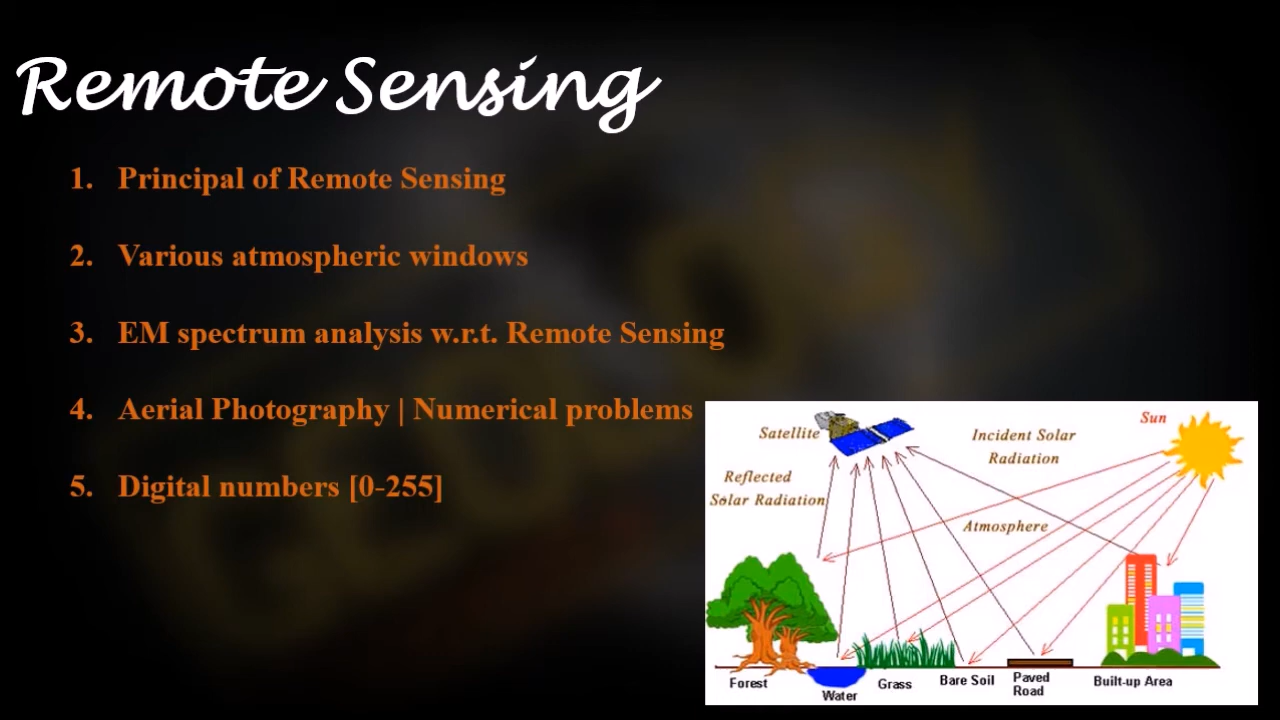 Remote Sensing
1. Principal of Remote Sensing
2. Various atmospheric windows
3. EM spectrum analysis w.r.t. Remote Sensing
4. Aerial Photography | Numerical problems
5. Digital numbers [0-255]
Satellite
Incident Solar
Radiation
Sun
Reflected
Solar Radiation
Atmosphere
Forest
Water
Grass
Bare Soil
Paved
Road
Built-up Area